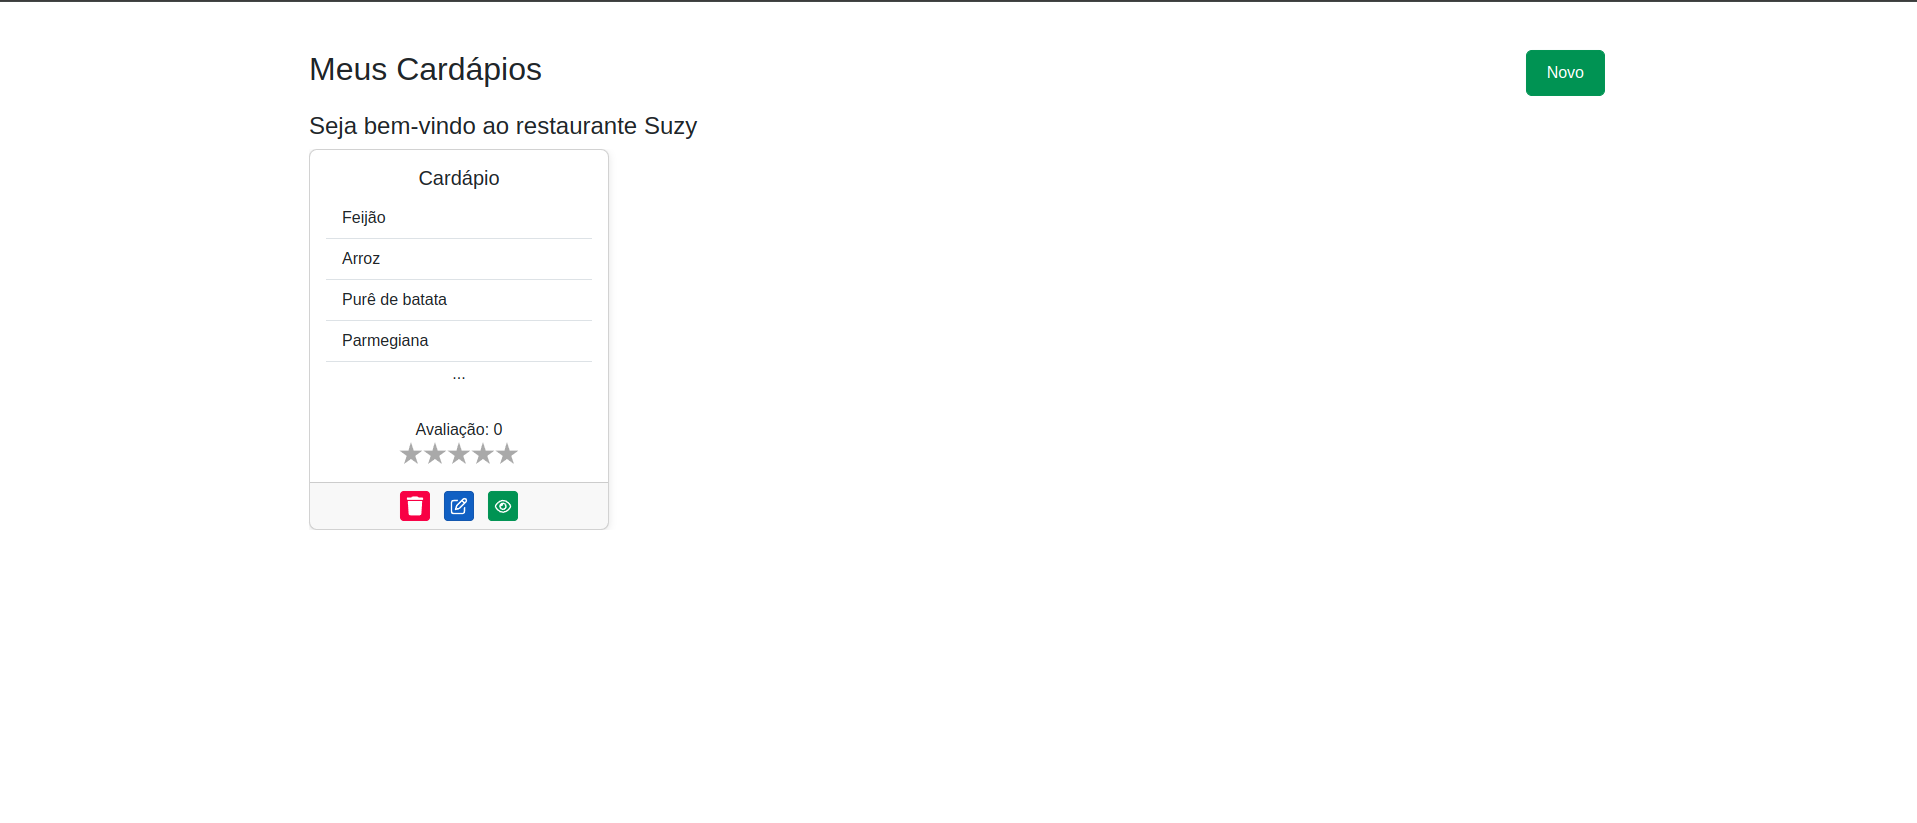 Meus Cardápios
Novo
Seja bem-vindo ao restaurante Suzy
Cardápio
Feijão
Arroz
Purê de batata
Parmegiana
...
Avaliação: 0